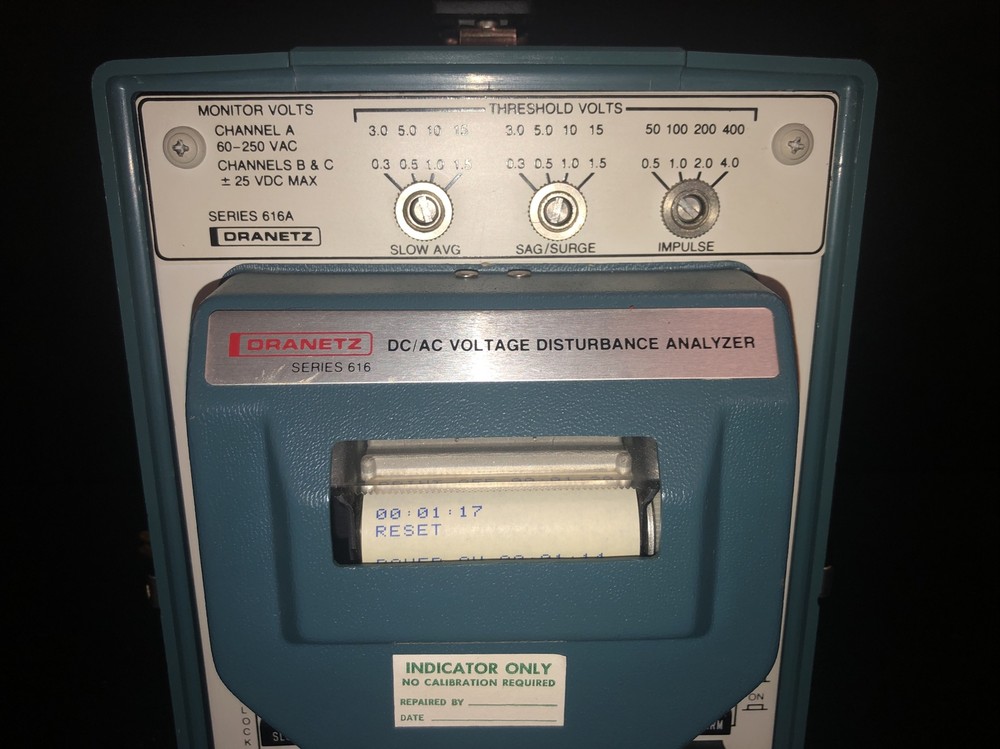 MONITOR VOLTS
CHANNEL A
60-250 VAC
CHANNELS B & C
± 25 VDC MAX
SERIES 616A
DRANETZ
THRESHOLD VOLTS
3.0 5.0 10 15
0.3 0.5 1.0 1.5
SLOW AVG
3.0 5.0 10 15
0.3 0.5 1.0 1.5
SAG/SURGE
50 100 200 400
0.5 1.0 2.0 4.0
IMPULSE
DRANETZ DC/AC VOLTAGE DISTURBANCE ANALYZER
SERIES 616
00:01:17
RESET
INDICATOR ONLY
NO CALIBRATION REQUIRED
REPAIRED BY
DATE
ON